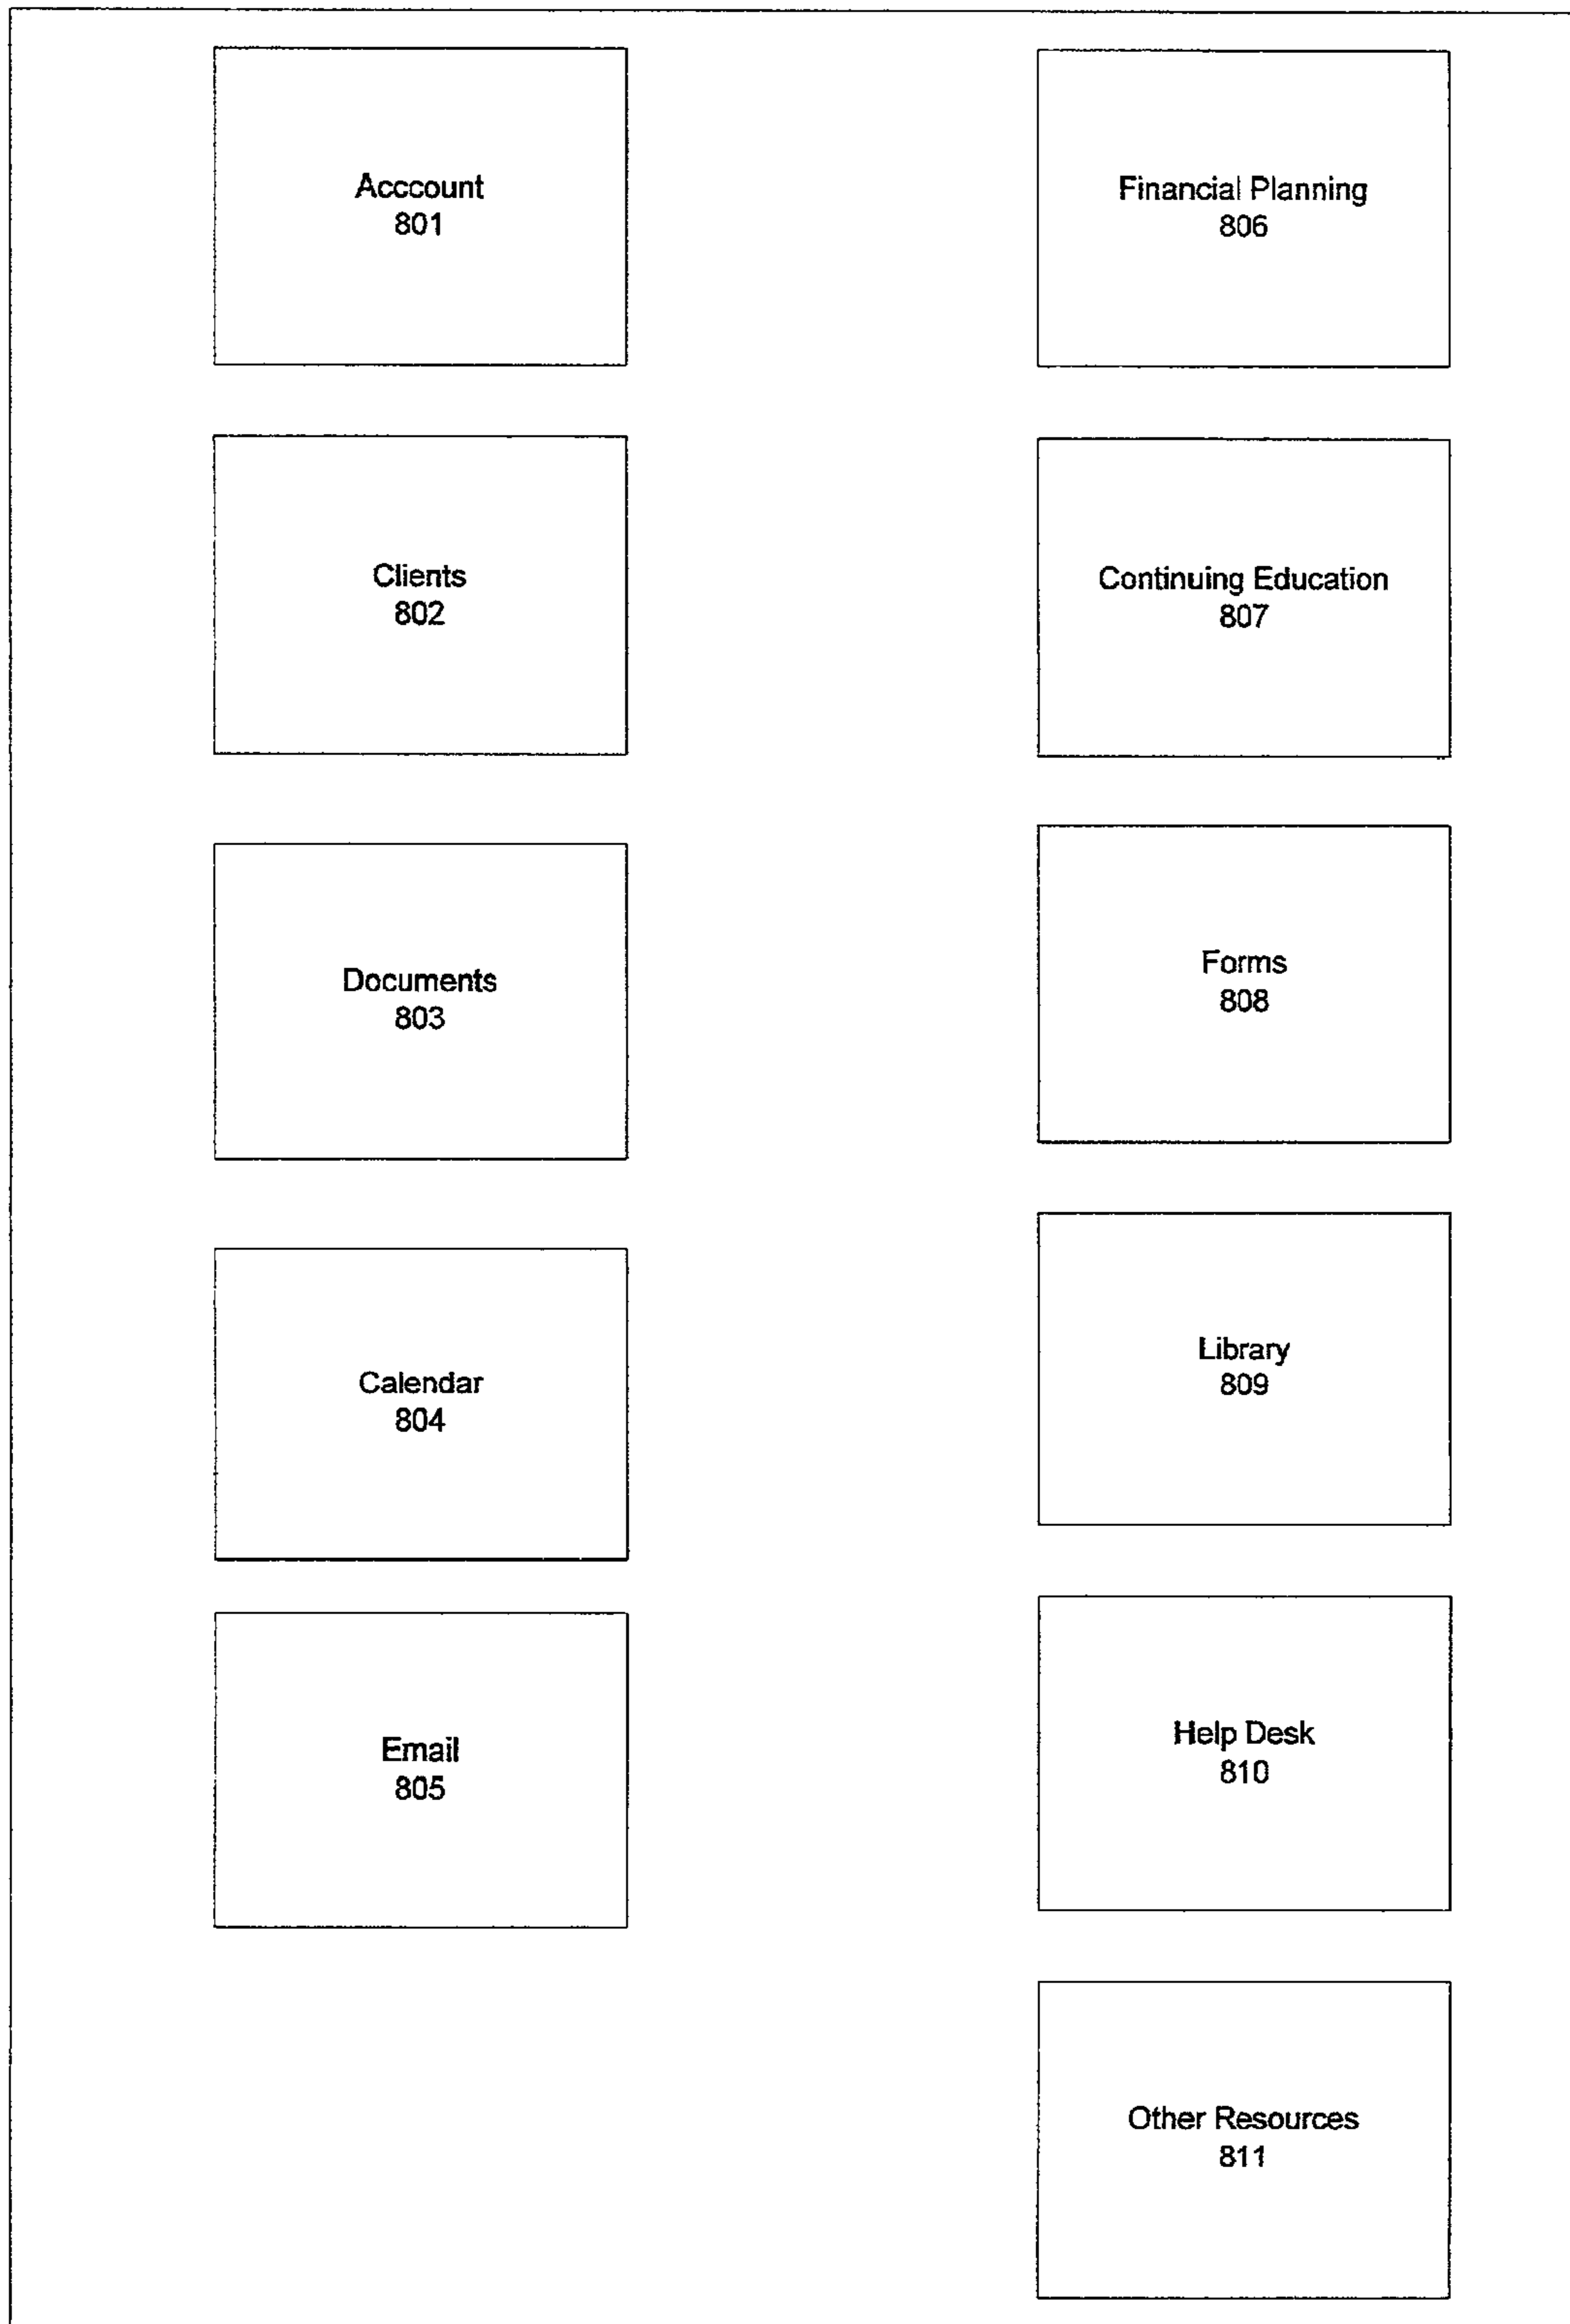 Acccount
801
Clients
802
Documents
803
Calendar
804
Email
805
Financial Planning
806
Continuing Education
807
Forms
808
Library
809
Help Desk
810
Other Resources
811